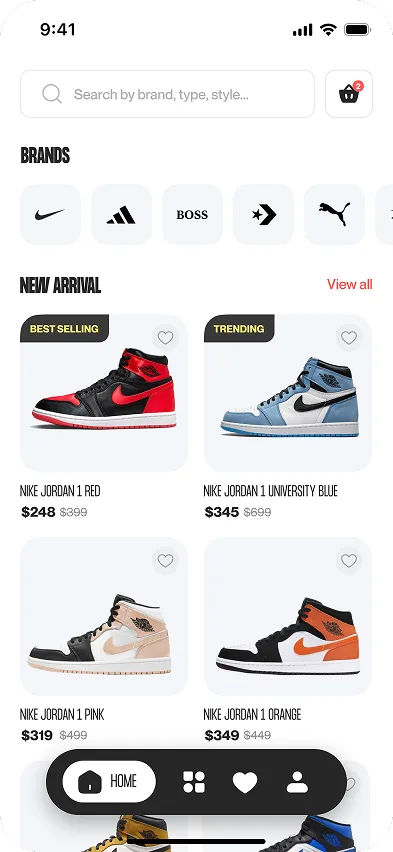 9:41
Search by brand, type, style...
2
BRANDS
BOSS
NEW ARRIVAL
View all
BEST SELLING
TRENDING
NIKE JORDAN 1 RED
$248 $399
NIKE JORDAN 1 UNIVERSITY BLUE
$345 $699
NIKE JORDAN 1 PINK
$319 $499
NIKE JORDAN 1 ORANGE
$349 $449
HOME